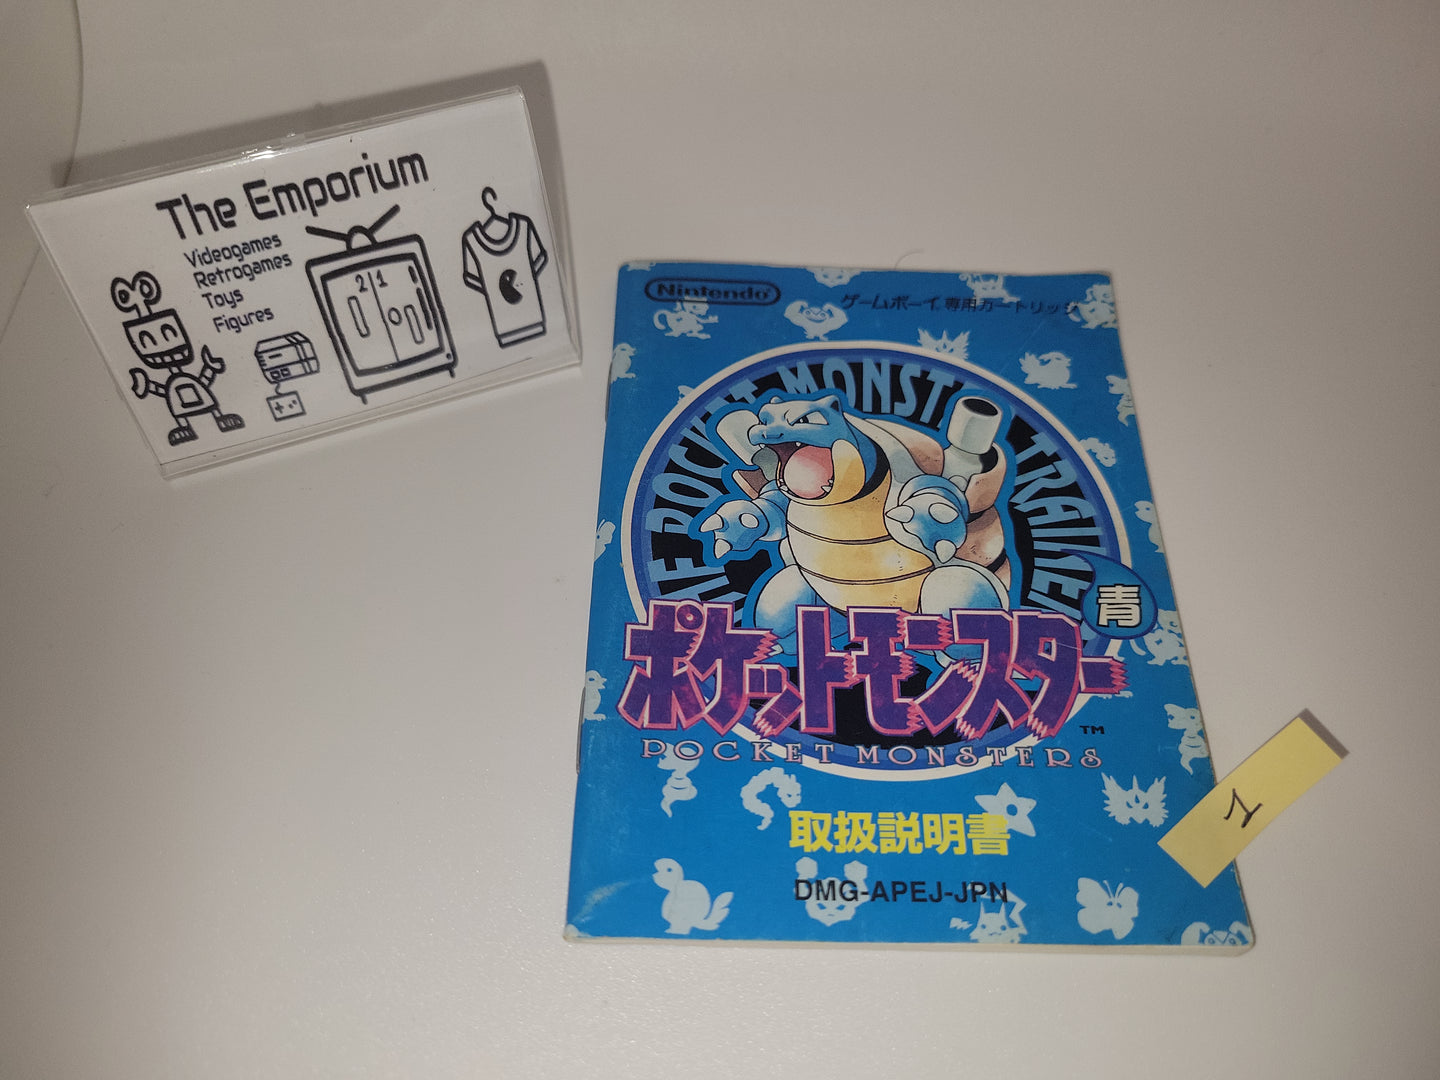 The Emporium
Videogames
Retrogames
Toys
Figures
2 1
Nintendo
ゲームボーイ専用カートリッジ
POCKET MONSTER TRAINER
青
ポケットモンスター
TM
POCKET MONSTERS
取扱説明書
DMG-APEJ-JPN
1